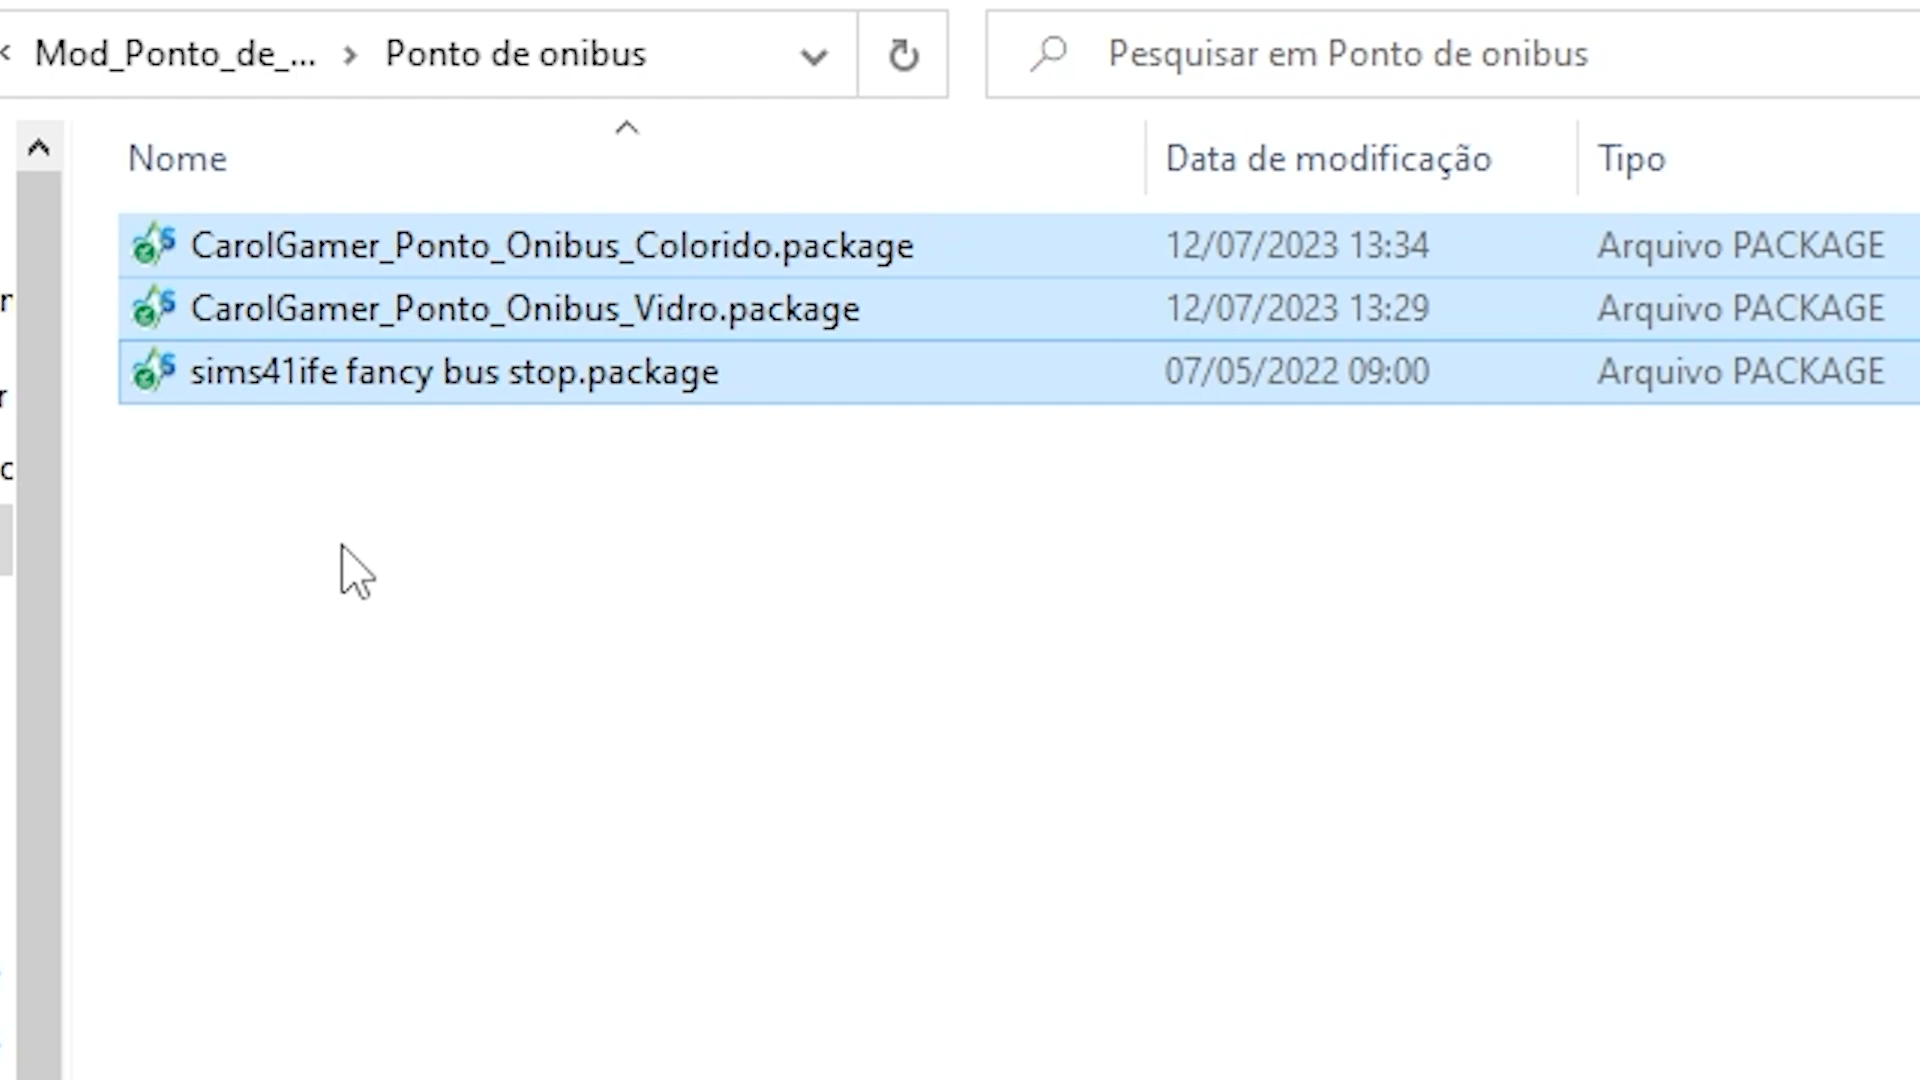 Mod_Ponto_de_... > Ponto de onibus
Pesquisar em Ponto de onibus
Nome Data de modificação Tipo
CarolGamer_Ponto_Onibus_Colorido.package 12/07/2023 13:34 Arquivo PACKAGE
CarolGamer_Ponto_Onibus_Vidro.package 12/07/2023 13:29 Arquivo PACKAGE
sims41ife fancy bus stop.package 07/05/2022 09:00 Arquivo PACKAGE